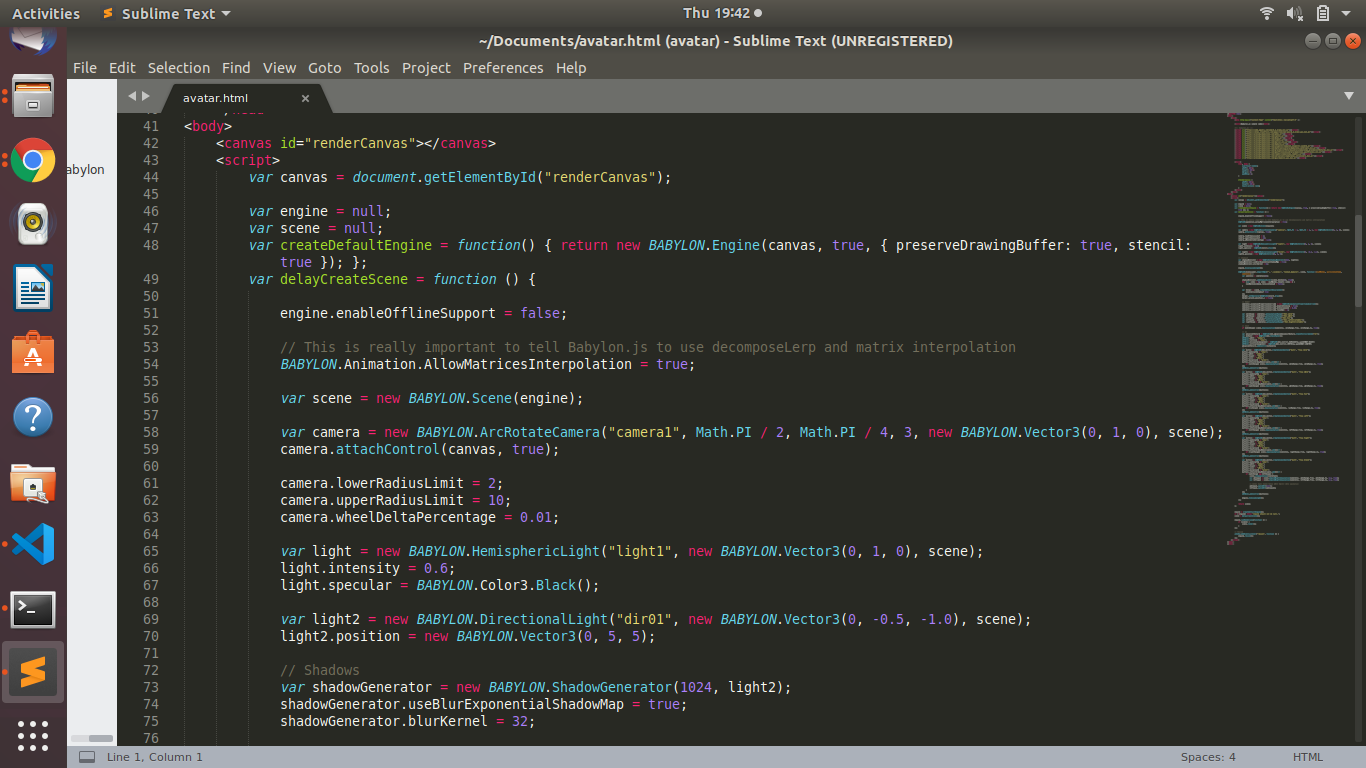 Activities Sublime Text Thu 19:42
~/Documents/avatar.html (avatar) - Sublime Text (UNREGISTERED)
File Edit Selection Find View Goto Tools Project Preferences Help
avatar.html
abylon
41 <body>
42 <canvas id="renderCanvas"></canvas>
43 <script>
44 var canvas = document.getElementById("renderCanvas");
45
46 var engine = null;
47 var scene = null;
48 var createDefaultEngine = function() { return new BABYLON.Engine(canvas, true, { preserveDrawingBuffer: true, stencil:
true }); };
49 var delayCreateScene = function () {
50
51 engine.enableOfflineSupport = false;
52
53 // This is really important to tell Babylon.js to use decomposeLerp and matrix interpolation
54 BABYLON.Animation.AllowMatricesInterpolation = true;
55
56 var scene = new BABYLON.Scene(engine);
57
58 var camera = new BABYLON.ArcRotateCamera("camera1", Math.PI / 2, Math.PI / 4, 3, new BABYLON.Vector3(0, 1, 0), scene);
59 camera.attachControl(canvas, true);
60
61 camera.lowerRadiusLimit = 2;
62 camera.upperRadiusLimit = 10;
63 camera.wheelDeltaPercentage = 0.01;
64
65 var light = new BABYLON.HemisphericLight("light1", new BABYLON.Vector3(0, 1, 0), scene);
66 light.intensity = 0.6;
67 light.specular = BABYLON.Color3.Black();
68
69 var light2 = new BABYLON.DirectionalLight("dir01", new BABYLON.Vector3(0, -0.5, -1.0), scene);
70 light2.position = new BABYLON.Vector3(0, 5, 5);
71
72 // Shadows
73 var shadowGenerator = new BABYLON.ShadowGenerator(1024, light2);
74 shadowGenerator.useBlurExponentialShadowMap = true;
75 shadowGenerator.blurKernel = 32;
76
Line 1, Column 1 Spaces: 4 HTML